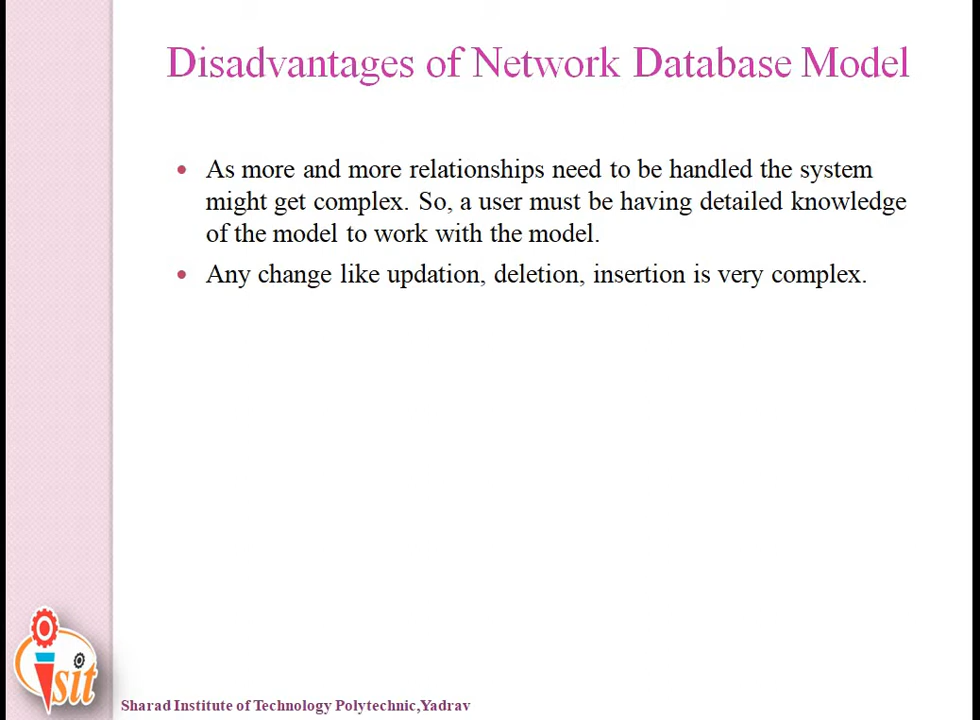 Disadvantages of Network Database Model
• As more and more relationships need to be handled the system
might get complex. So, a user must be having detailed knowledge
of the model to work with the model.
• Any change like updation, deletion, insertion is very complex.
sit
Sharad Institute of Technology Polytechnic,Yadrav